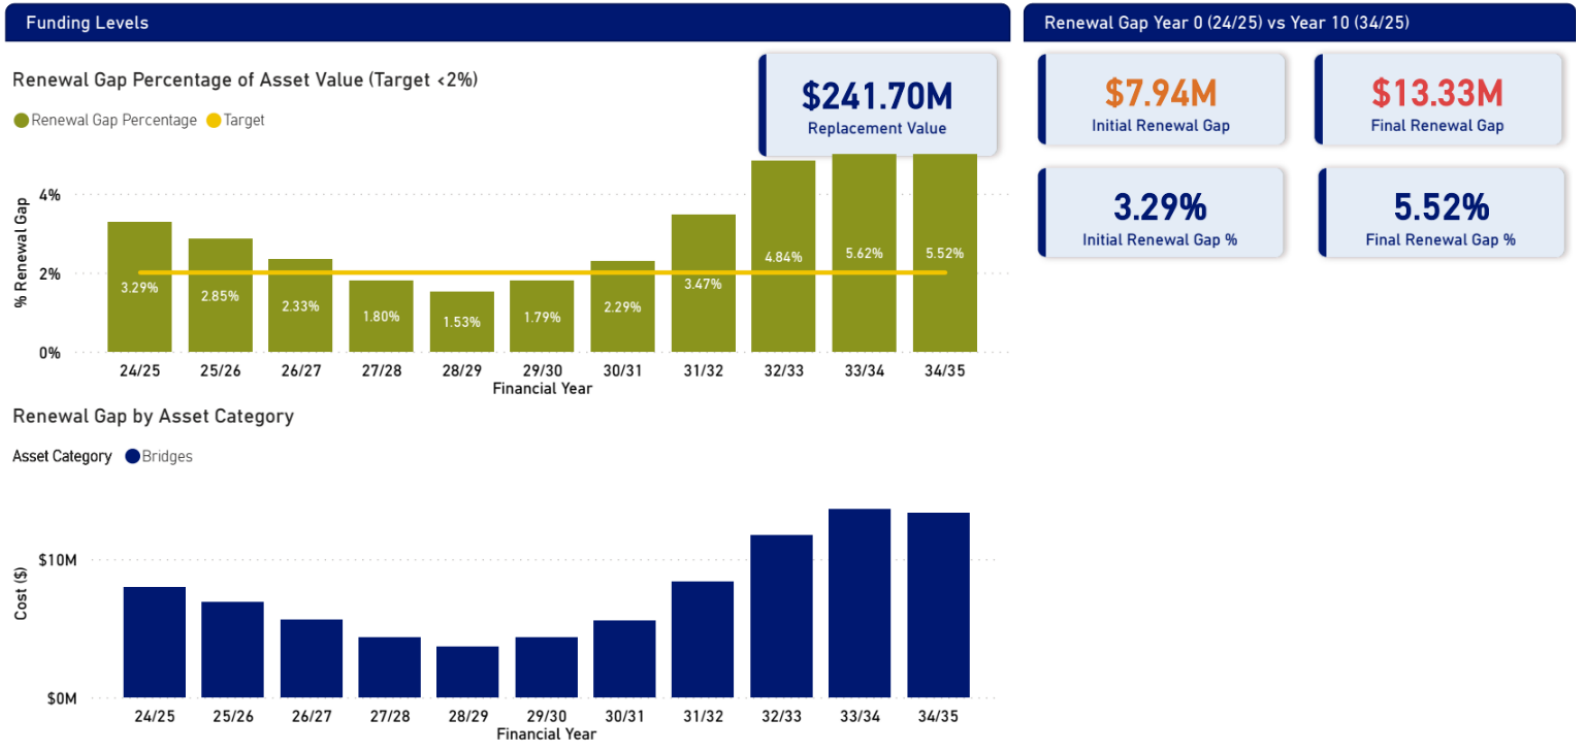 Funding Levels
Renewal Gap Percentage of Asset Value (Target <2%)
Renewal Gap Percentage Target
$241.70M
Replacement Value
% Renewal Gap
4%
2%
0%
3.29%
2.85%
2.33%
1.80%
1.53%
1.79%
2.29%
3.47%
4.84%
5.62%
5.52%
24/25 25/26 26/27 27/28 28/29 29/30 30/31 31/32 32/33 33/34 34/35
Financial Year
Renewal Gap by Asset Category
Asset Category Bridges
Cost ($)
$10M
$0M
24/25 25/26 26/27 27/28 28/29 29/30 30/31 31/32 32/33 33/34 34/35
Financial Year
Renewal Gap Year 0 (24/25) vs Year 10 (34/25)
$7.94M
Initial Renewal Gap
$13.33M
Final Renewal Gap
3.29%
Initial Renewal Gap %
5.52%
Final Renewal Gap %